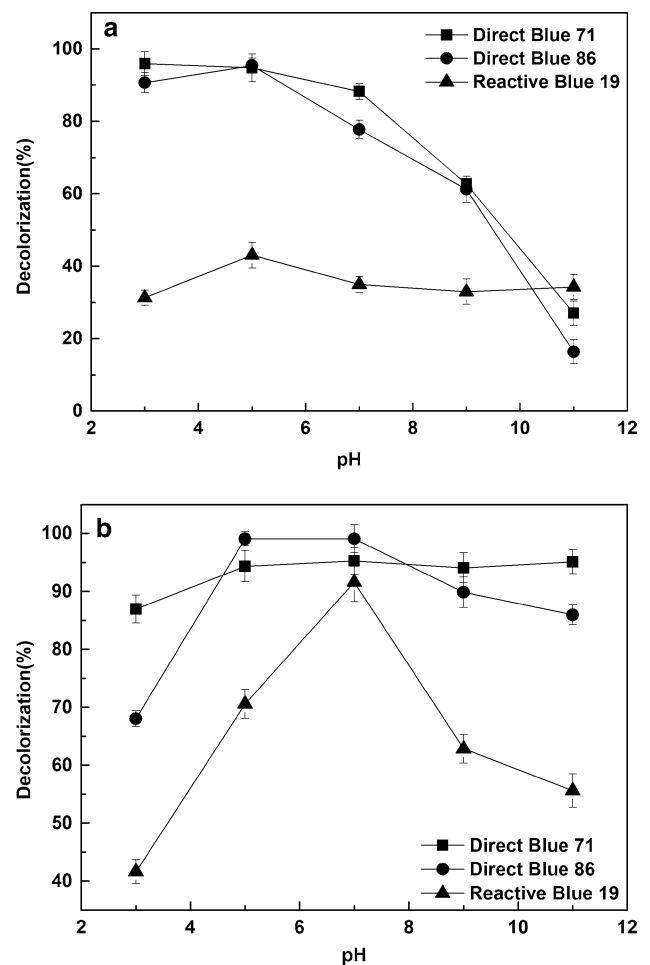 a
Direct Blue 71
Direct Blue 86
Reactive Blue 19
100
80
60
40
20
0
Decolorization(%)
2 4 6 8 10 12
pH
b
100
90
80
70
60
50
40
Decolorization(%)
Direct Blue 71
Direct Blue 86
Reactive Blue 19
2 4 6 8 10 12
pH